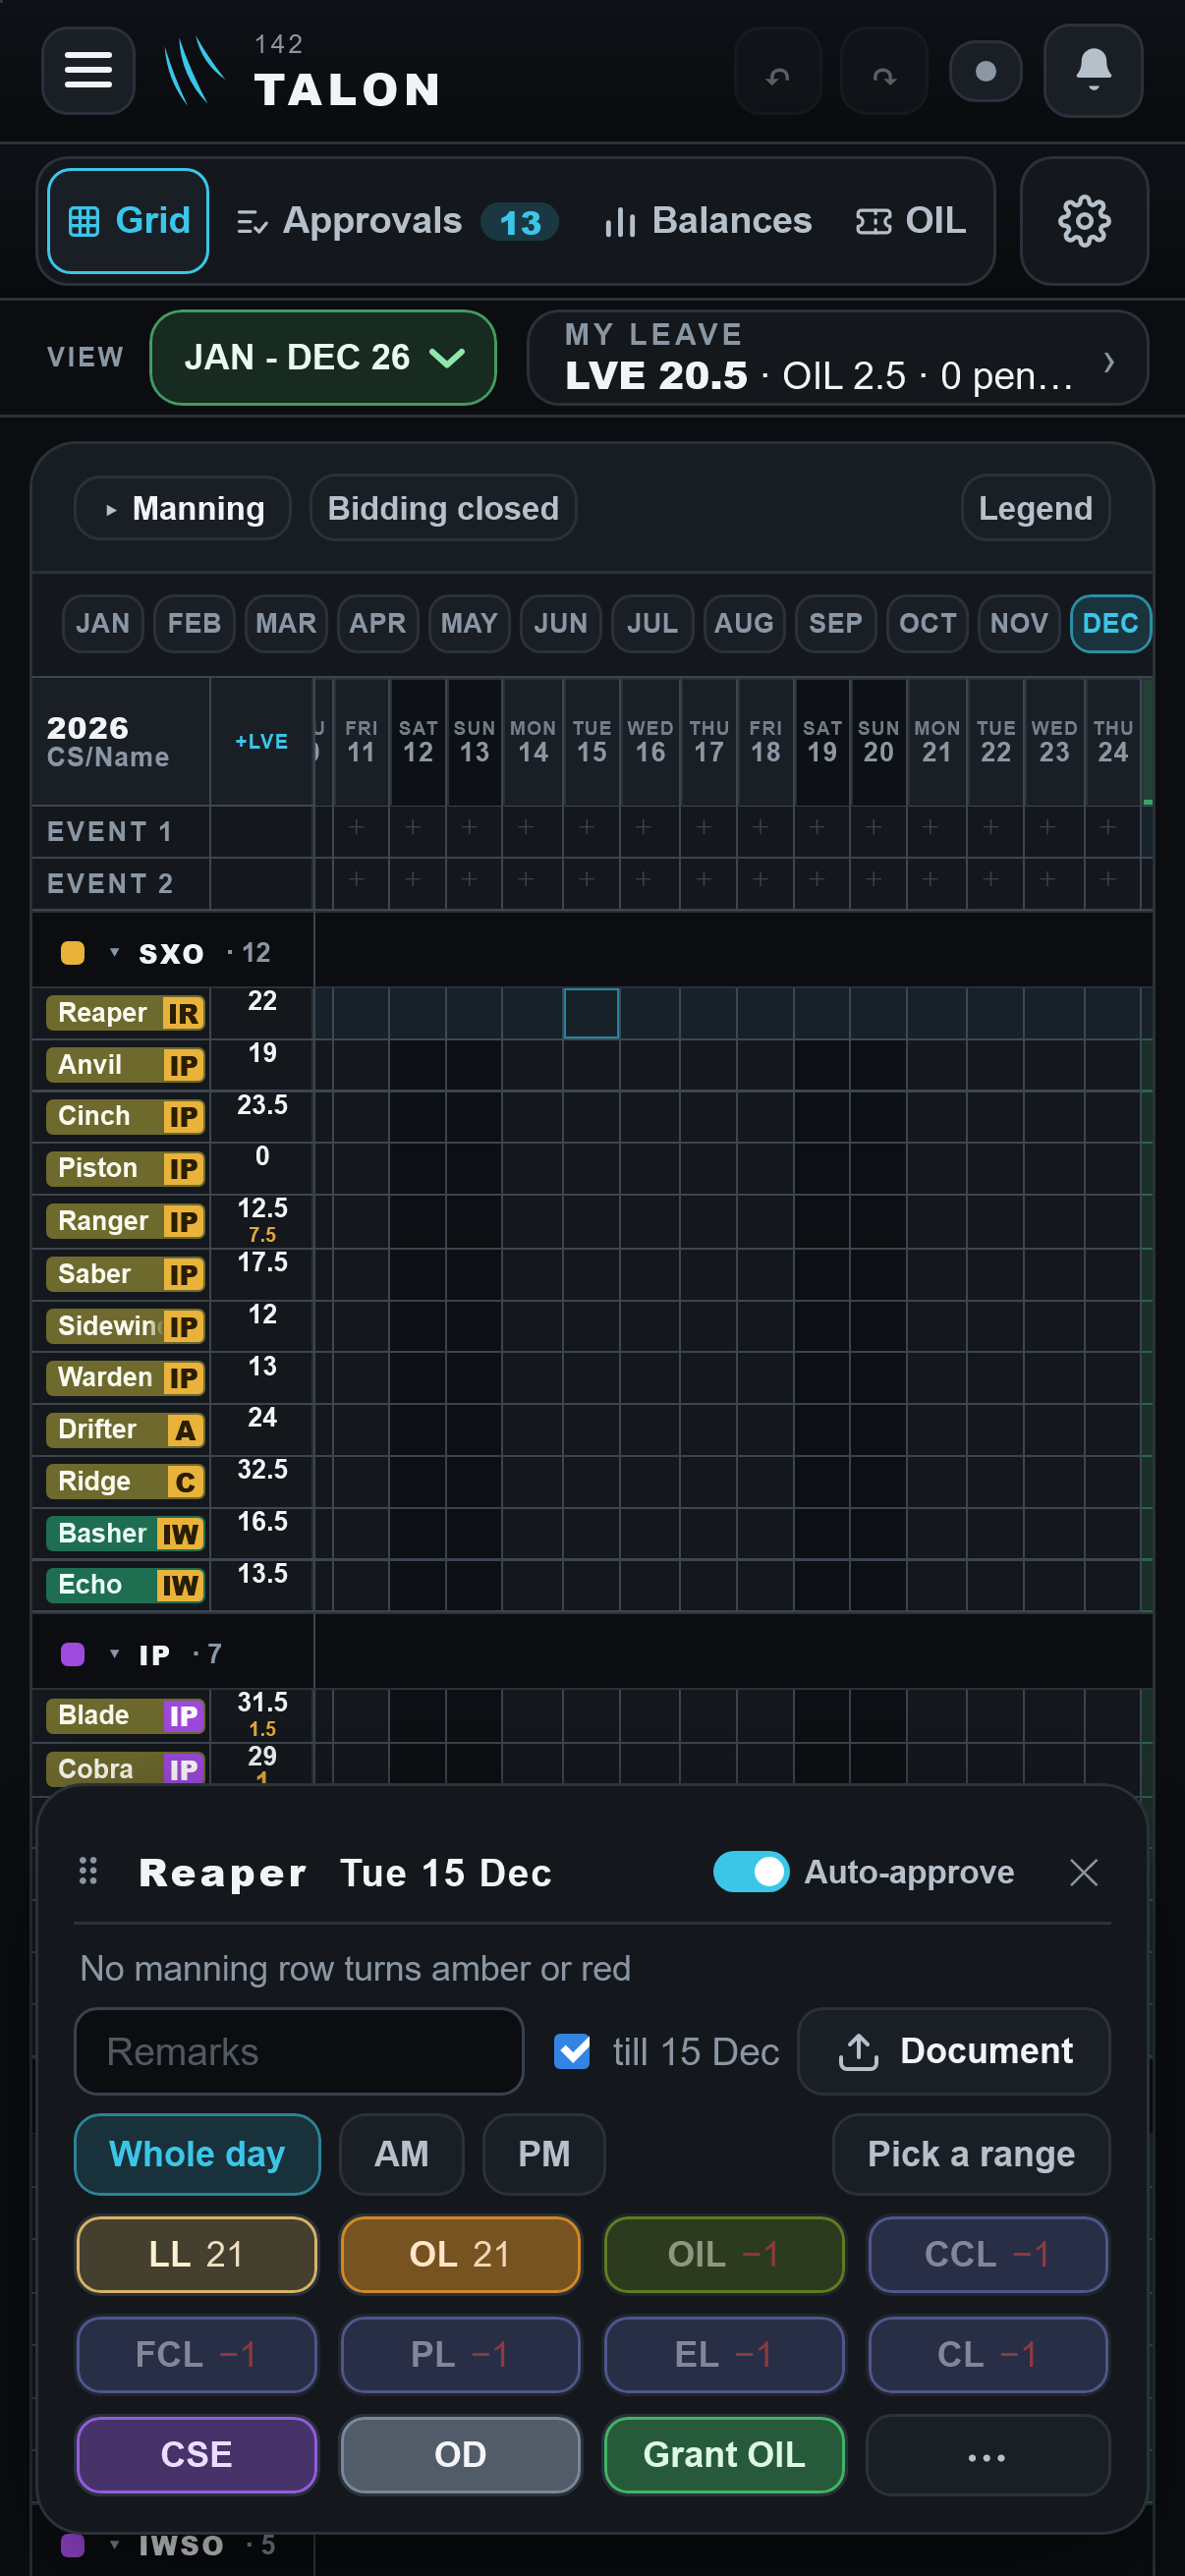 142
TALON
Grid Approvals 13 Balances OIL
VIEW JAN - DEC 26 MY LEAVE
LVE 20.5 · OIL 2.5 · 0 pen…
Manning Bidding closed Legend
JAN FEB MAR APR MAY JUN JUL AUG SEP OCT NOV DEC
2026
CS/Name
+LVE
FRI SAT SUN MON TUE WED THU FRI SAT SUN MON TUE WED THU
11 12 13 14 15 16 17 18 19 20 21 22 23 24
EVENT 1 + + + + + + + + + + + + + +
EVENT 2 + + + + + + + + + + + + + +
SXO · 12
Reaper IR 22
Anvil IP 19
Cinch IP 23.5
Piston IP 0
Ranger IP 12.5
7.5
Saber IP 17.5
Sidewin IP 12
Warden IP 13
Drifter A 24
Ridge C 32.5
Basher IW 16.5
Echo IW 13.5
IP · 7
Blade IP 31.5
1.5
Cobra IP 29
1
Reaper Tue 15 Dec Auto-approve
No manning row turns amber or red
Remarks till 15 Dec Document
Whole day AM PM Pick a range
LL 21 OL 21 OIL −1 CCL −1
FCL −1 PL −1 EL −1 CL −1
CSE OD Grant OIL ...
IWSO · 5